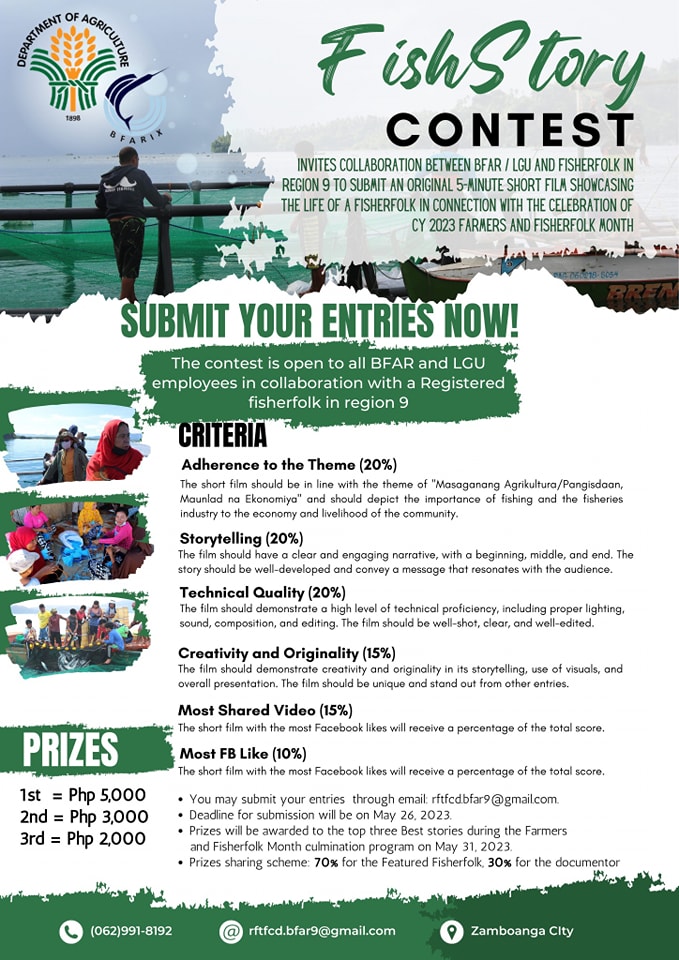 DEPARTMENT OF AGRICULTURE
1898
BFARIX
FishStory
CONTEST
INVITES COLLABORATION BETWEEN BFAR / LGU AND FISHERFOLK IN
REGION 9 TO SUBMIT AN ORIGINAL 5-MINUTE SHORT FILM SHOWCASING
THE LIFE OF A FISHERFOLK IN CONNECTION WITH THE CELEBRATION OF
CY 2023 FARMERS AND FISHERFOLK MONTH
BREM
SUBMIT YOUR ENTRIES NOW!
The contest is open to all BFAR and LGU
employees in collaboration with a Registered
fisherfolk in region 9
CRITERIA
Adherence to the Theme (20%)
The short film should be in line with the theme of "Masaganang Agrikultura/Pangisdaan,
Maunlad na Ekonomiya" and should depict the importance of fishing and the fisheries
industry to the economy and livelihood of the community.
Storytelling (20%)
The film should have a clear and engaging narrative, with a beginning, middle, and end. The
story should be well-developed and convey a message that resonates with the audience.
Technical Quality (20%)
The film should demonstrate a high level of technical proficiency, including proper lighting,
sound, composition, and editing. The film should be well-shot, clear, and well-edited.
Creativity and Originality (15%)
The film should demonstrate creativity and originality in its storytelling, use of visuals, and
overall presentation. The film should be unique and stand out from other entries.
Most Shared Video (15%)
The short film with the most Facebook likes will receive a percentage of the total score.
Most FB Like (10%)
The short film with the most Facebook likes will receive a percentage of the total score.
PRIZES
1st = Php 5,000
2nd = Php 3,000
3rd = Php 2,000
• You may submit your entries through email: rftfcd.bfar9@gmail.com.
• Deadline for submission will be on May 26, 2023.
• Prizes will be awarded to the top three Best stories during the Farmers
and Fisherfolk Month culmination program on May 31, 2023.
• Prizes sharing scheme: 70% for the Featured Fisherfolk, 30% for the documentor
(062)991-8192
rftfcd.bfar9@gmail.com
Zamboanga CIty